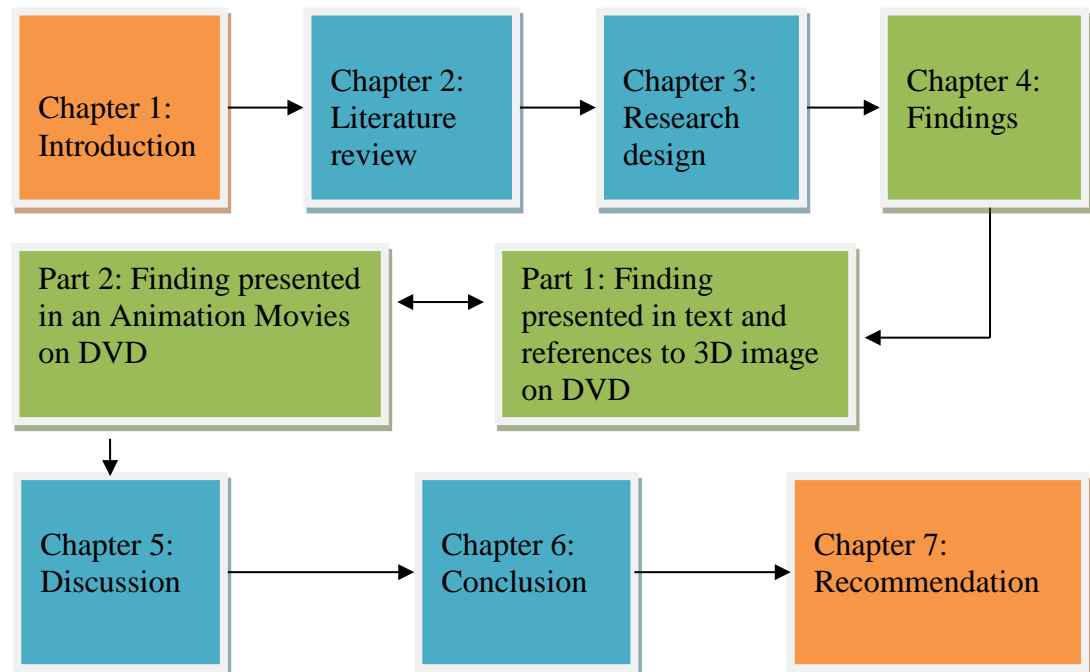 Chapter 1:
Introduction
Chapter 2:
Literature
review
Chapter 3:
Research
design
Chapter 4:
Findings
Part 2: Finding presented
in an Animation Movies
on DVD
Part 1: Finding
presented in text and
references to 3D image
on DVD
Chapter 5:
Discussion
Chapter 6:
Conclusion
Chapter 7:
Recommendation